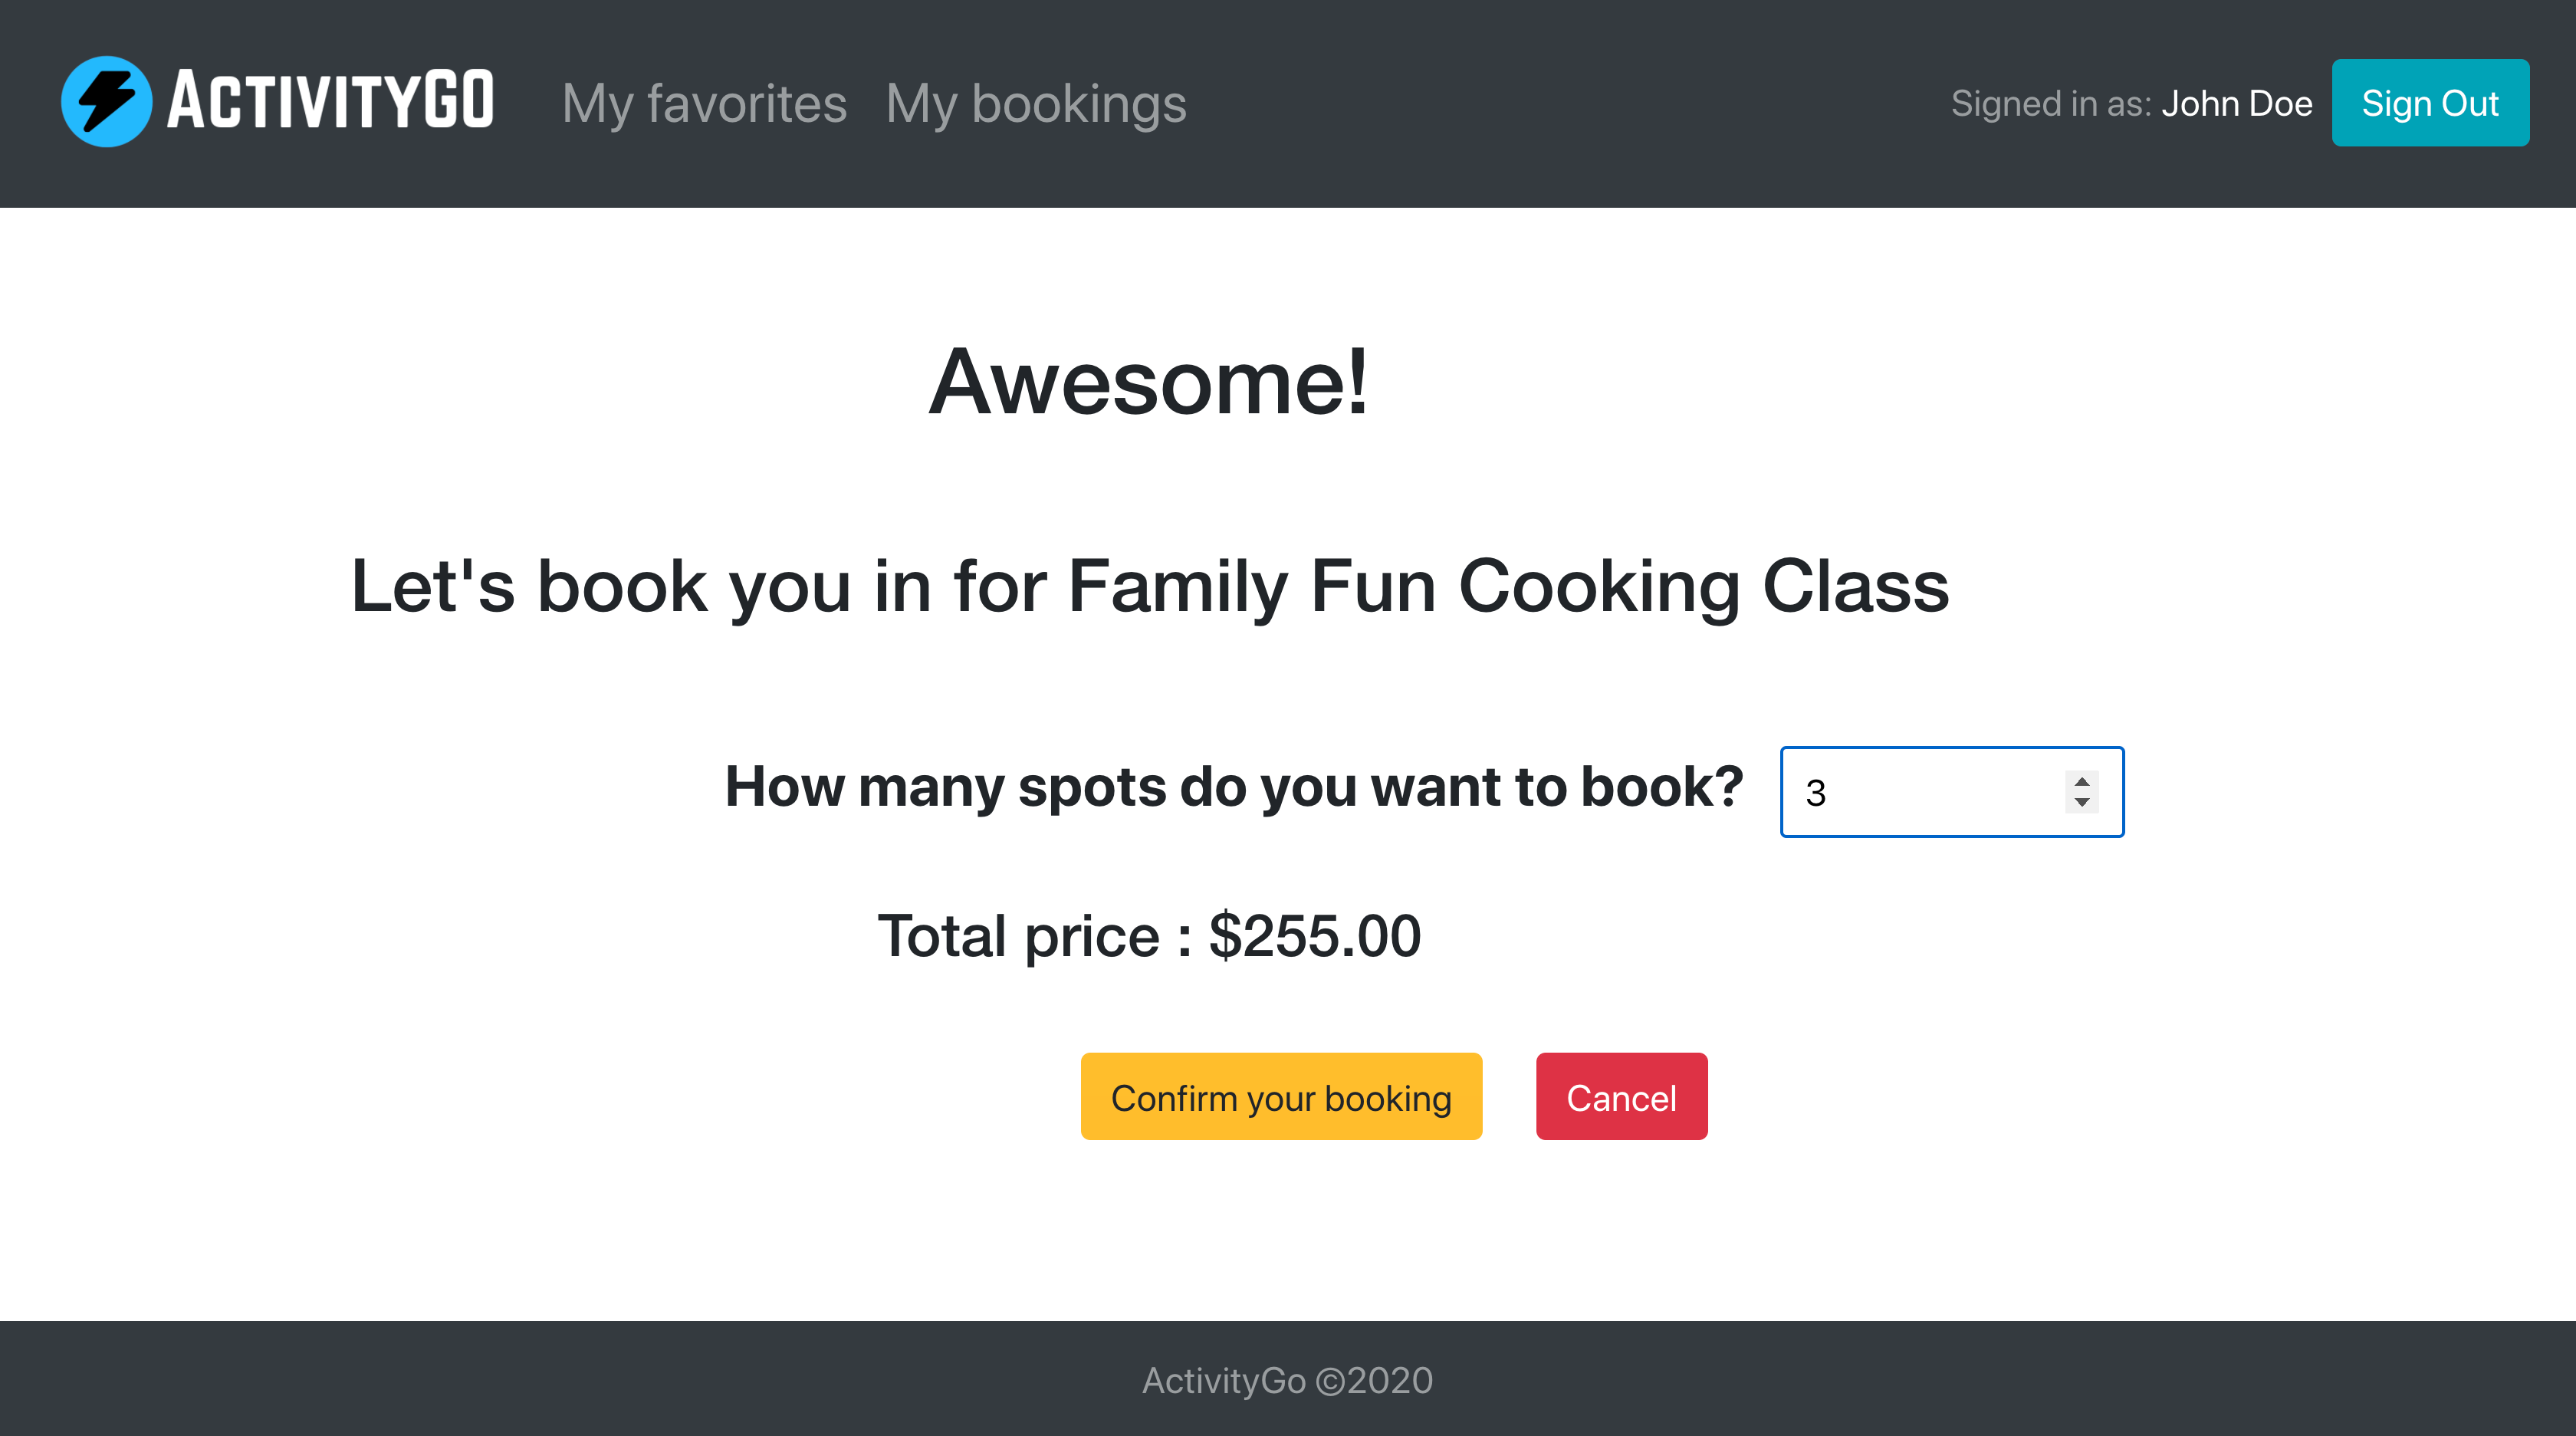 ACTIVITYGO My favorites My bookings Signed in as: John Doe Sign Out
Awesome!
Let's book you in for Family Fun Cooking Class
How many spots do you want to book? 3
Total price : $255.00
Confirm your booking Cancel
ActivityGo ©2020